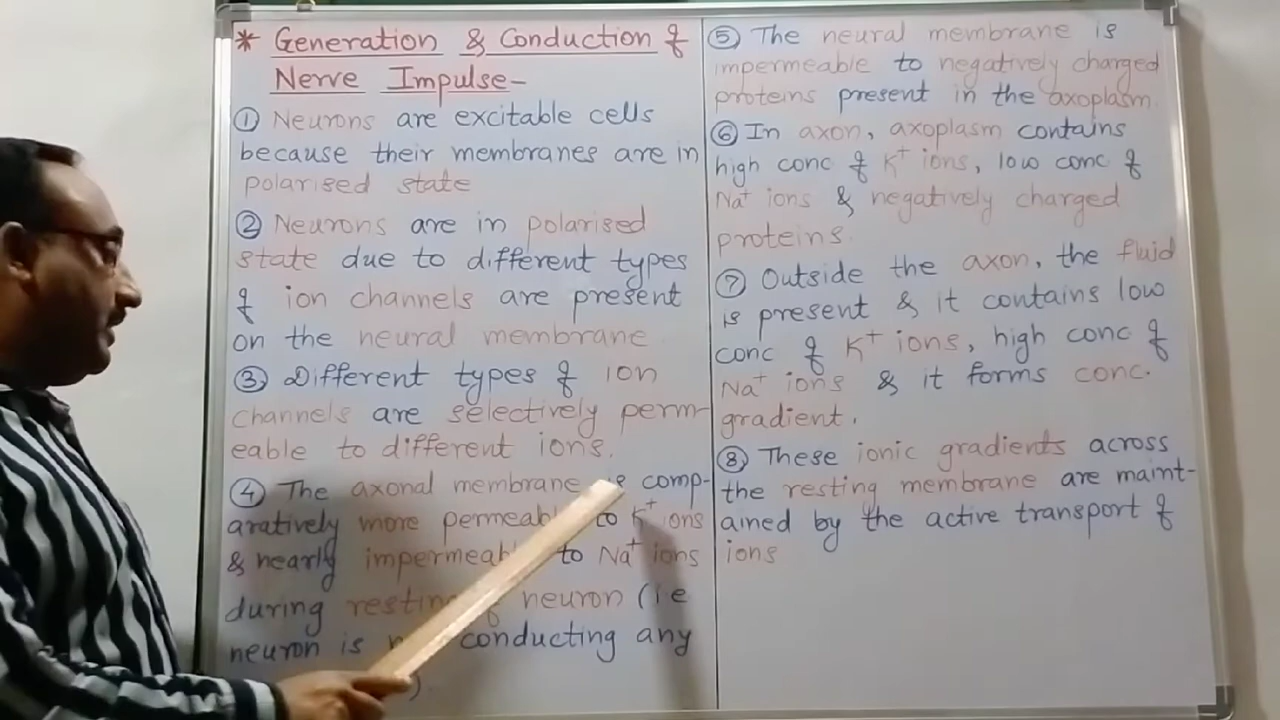 * Generation & Conduction of
Nerve Impulse-
① Neurons are excitable cells
because their membranes are in
polarised state
② Neurons are in polarised
state due to different types
of ion channels are present
on the neural membrane
③ Different types of ion
channels are selectively perm-
eable to different ions.
④ The axonal membrane comp-
aratively more permeab to K⁺ ions
& nearly impermeab to Na⁺ ions
during resting of neuron (ie
neuron is conducting any
)
⑤ The neural membrane is
impermeable to negatively charged
proteins present in the axoplasm.
⑥ In axon, axoplasm contains
high conc of K⁺ ions, low conc of
Na⁺ ions & negatively charged
proteins.
⑦ Outside the axon, the fluid
is present & it contains low
conc of K⁺ ions, high conc of
Na⁺ ions & it forms conc.
gradient.
⑧ These ionic gradients across
the resting membrane are maint-
ained by the active transport of
ions